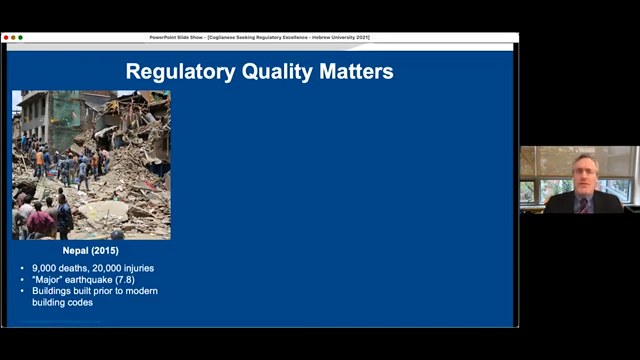 PowerPoint Slide Show - [Coglianese Seeking Regulatory Excellence - Hebrew University 2021]
Regulatory Quality Matters
Nepal (2015)
• 9,000 deaths, 20,000 injuries
• “Major” earthquake (7.8)
• Buildings built prior to modern
building codes